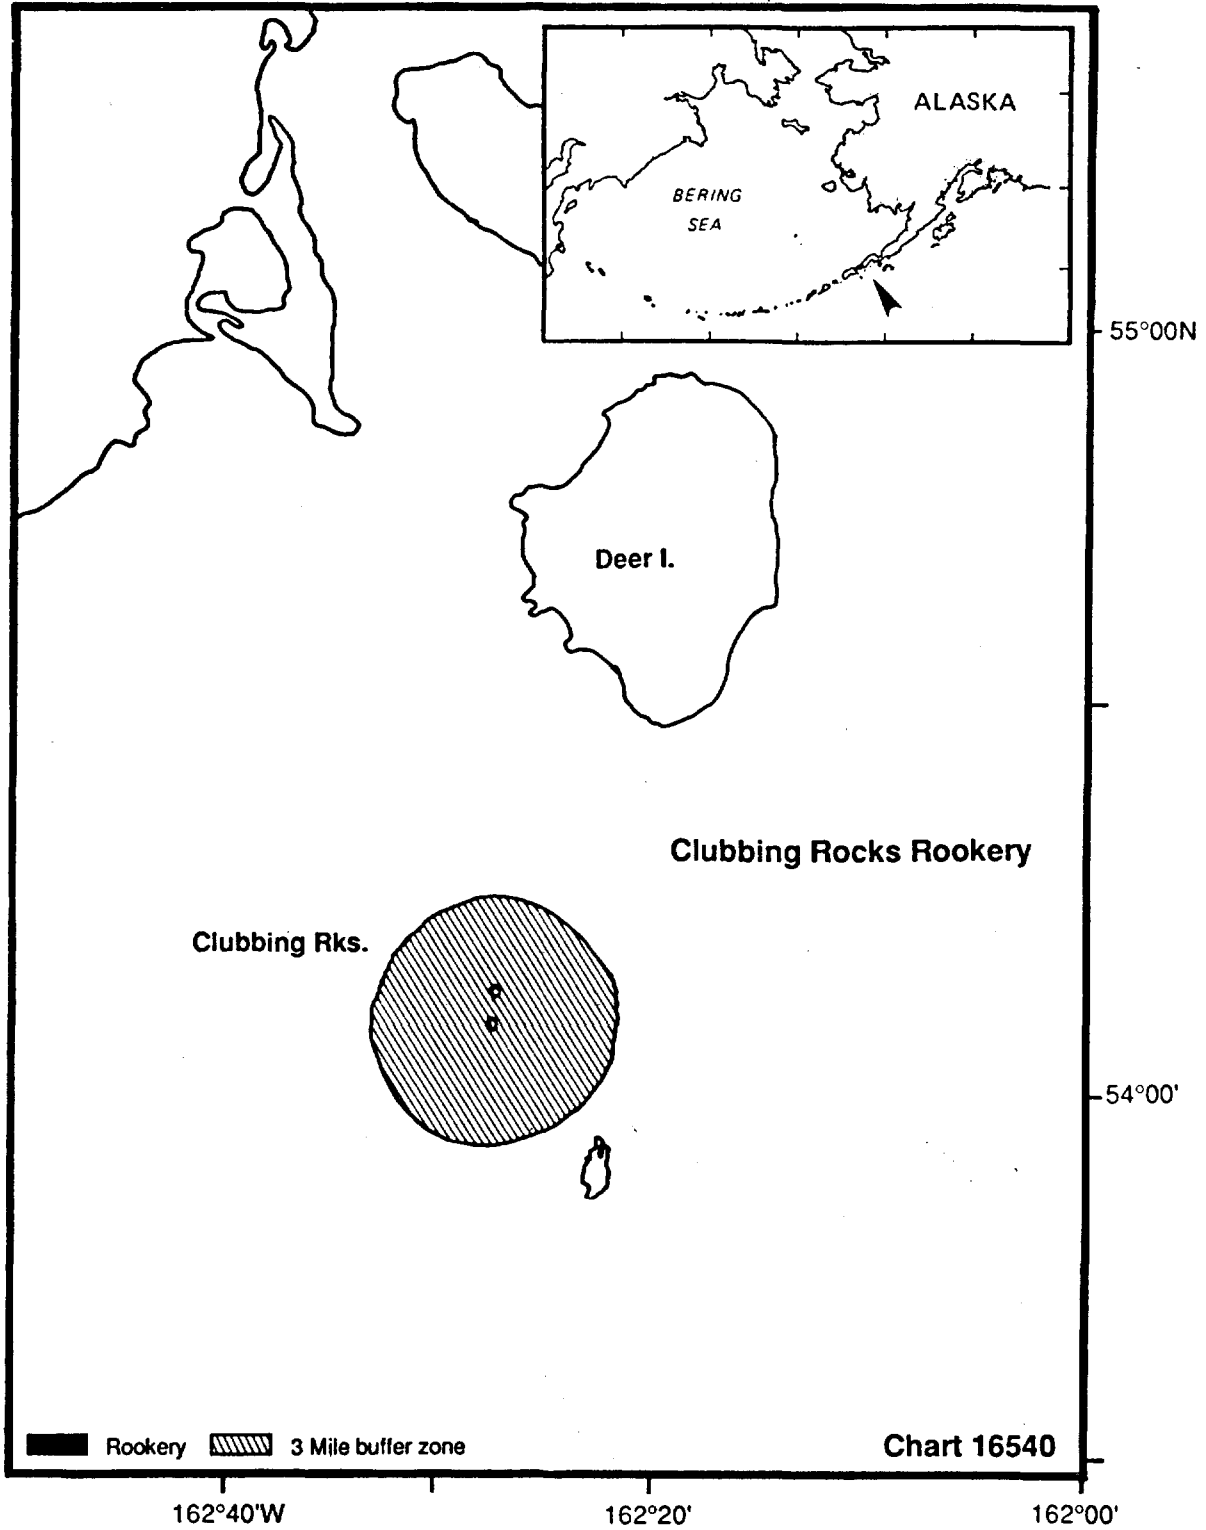 ALASKA
BERING
SEA
55°00N
Deer I.
Clubbing Rocks Rookery
Clubbing Rks.
54°00'
Rookery
3 Mile buffer zone
Chart 16540
162°40'W
162°20'
162°00'